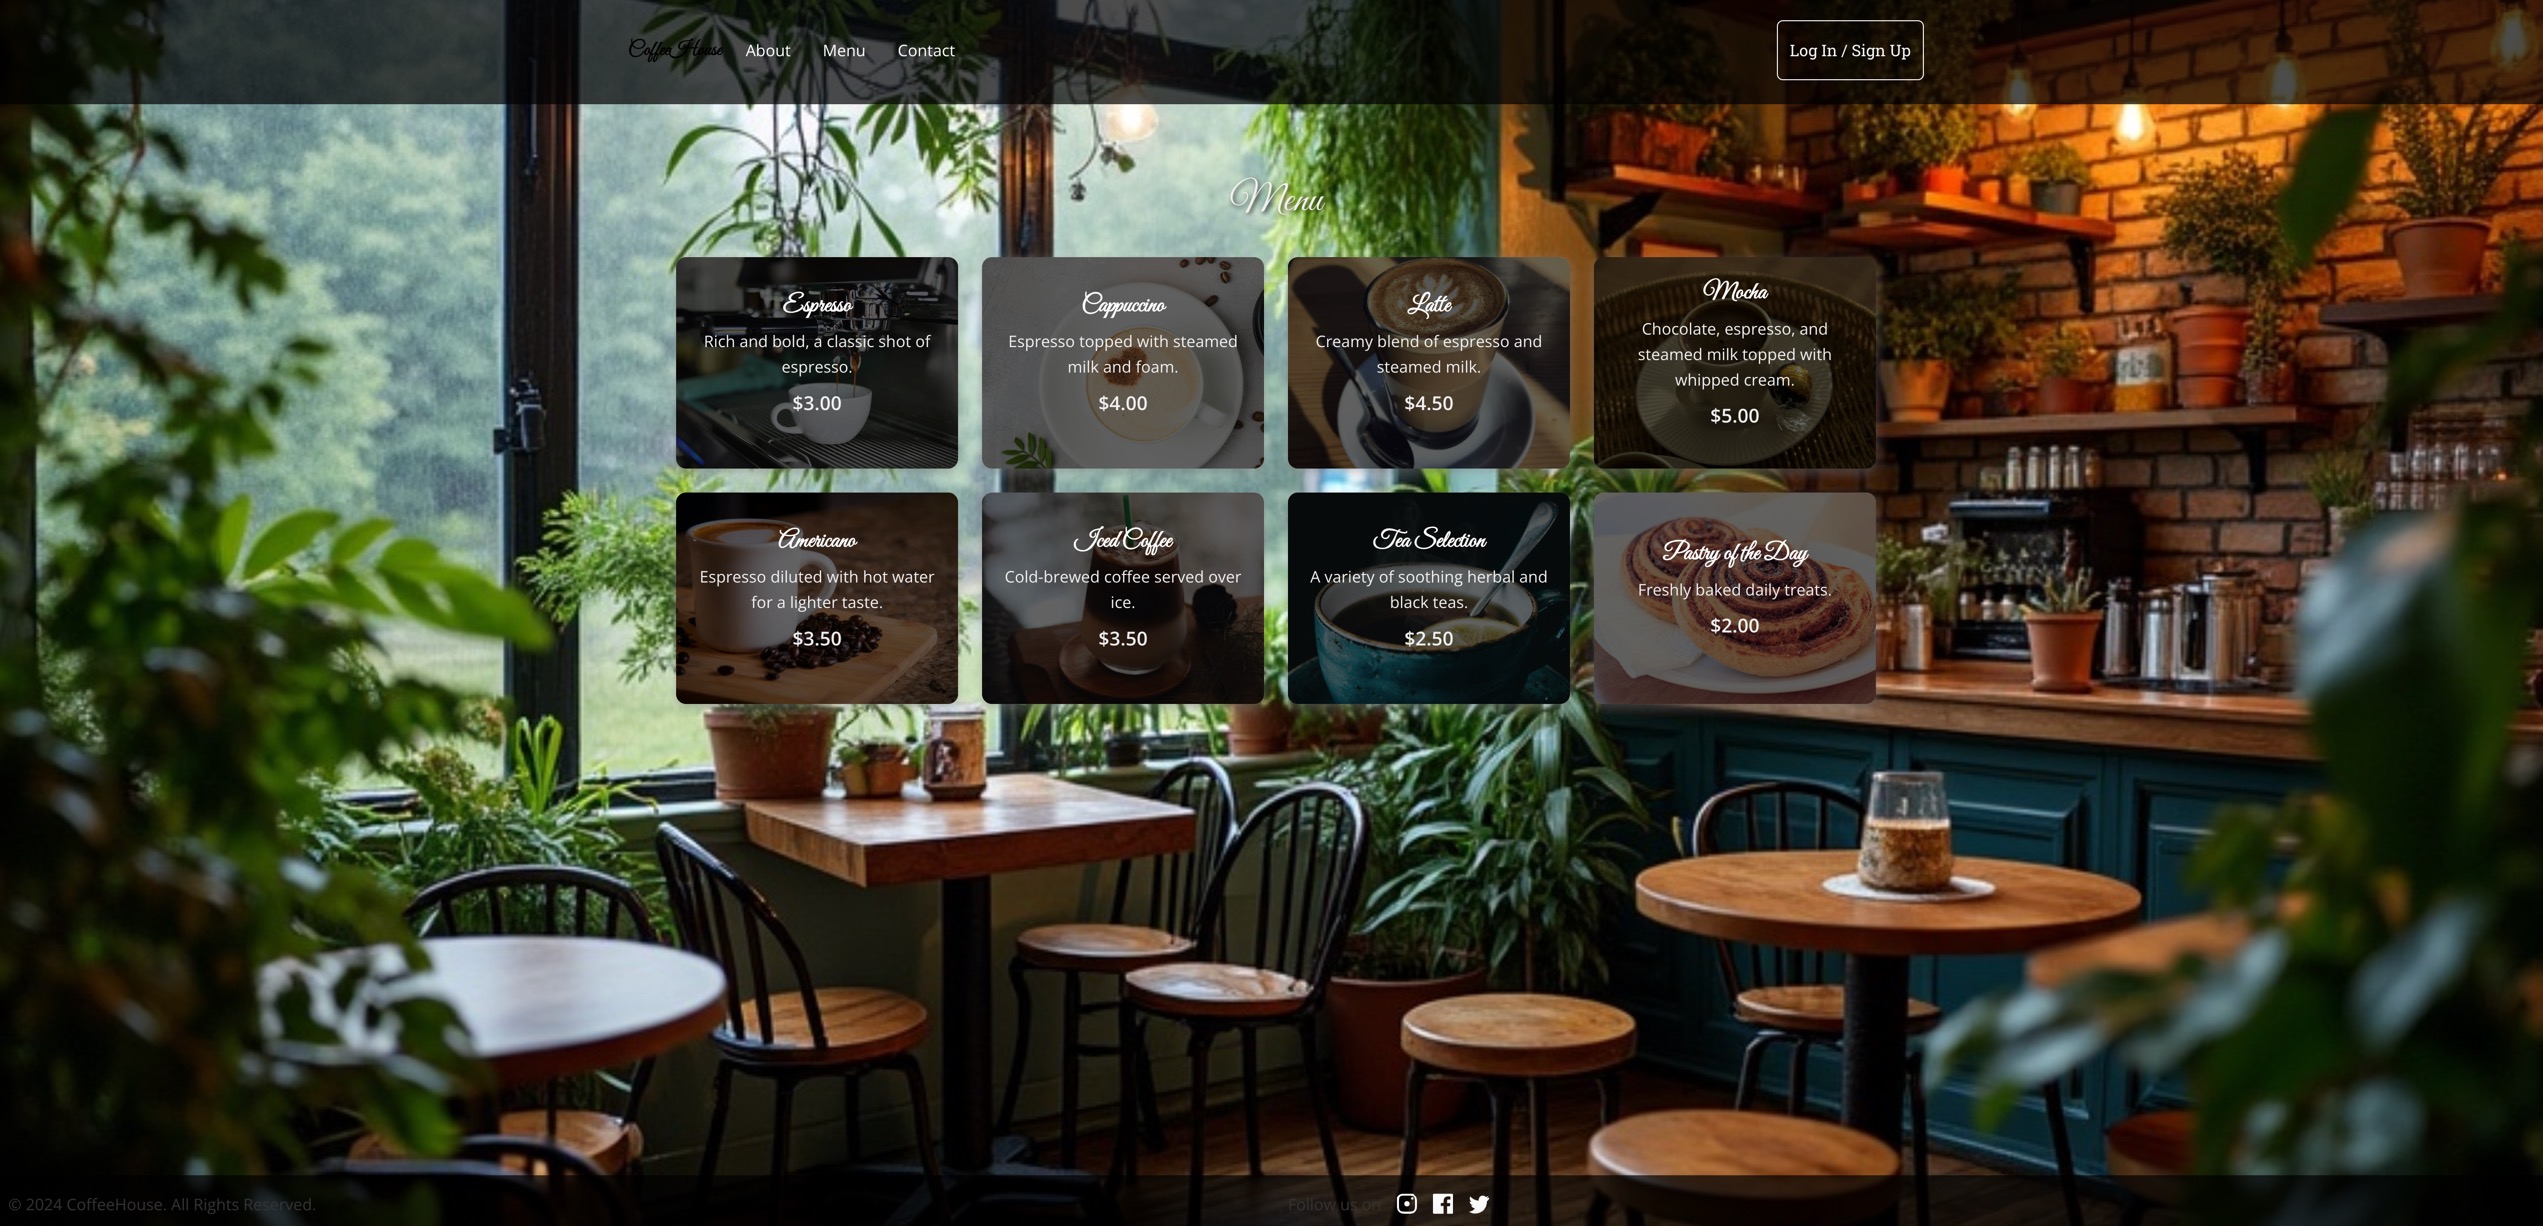 CoffeeHouse About Menu Contact Log In / Sign Up
Menu
Espresso
Rich and bold, a classic shot of
espresso.
$3.00
Cappuccino
Espresso topped with steamed
milk and foam.
$4.00
Latte
Creamy blend of espresso and
steamed milk.
$4.50
Mocha
Chocolate, espresso, and
steamed milk topped with
whipped cream.
$5.00
Americano
Espresso diluted with hot water
for a lighter taste.
$3.50
Iced Coffee
Cold-brewed coffee served over
ice.
$3.50
Tea Selection
A variety of soothing herbal and
black teas.
$2.50
Pastry of the Day
Freshly baked daily treats.
$2.00
© 2024 CoffeeHouse. All Rights Reserved. Follow us on